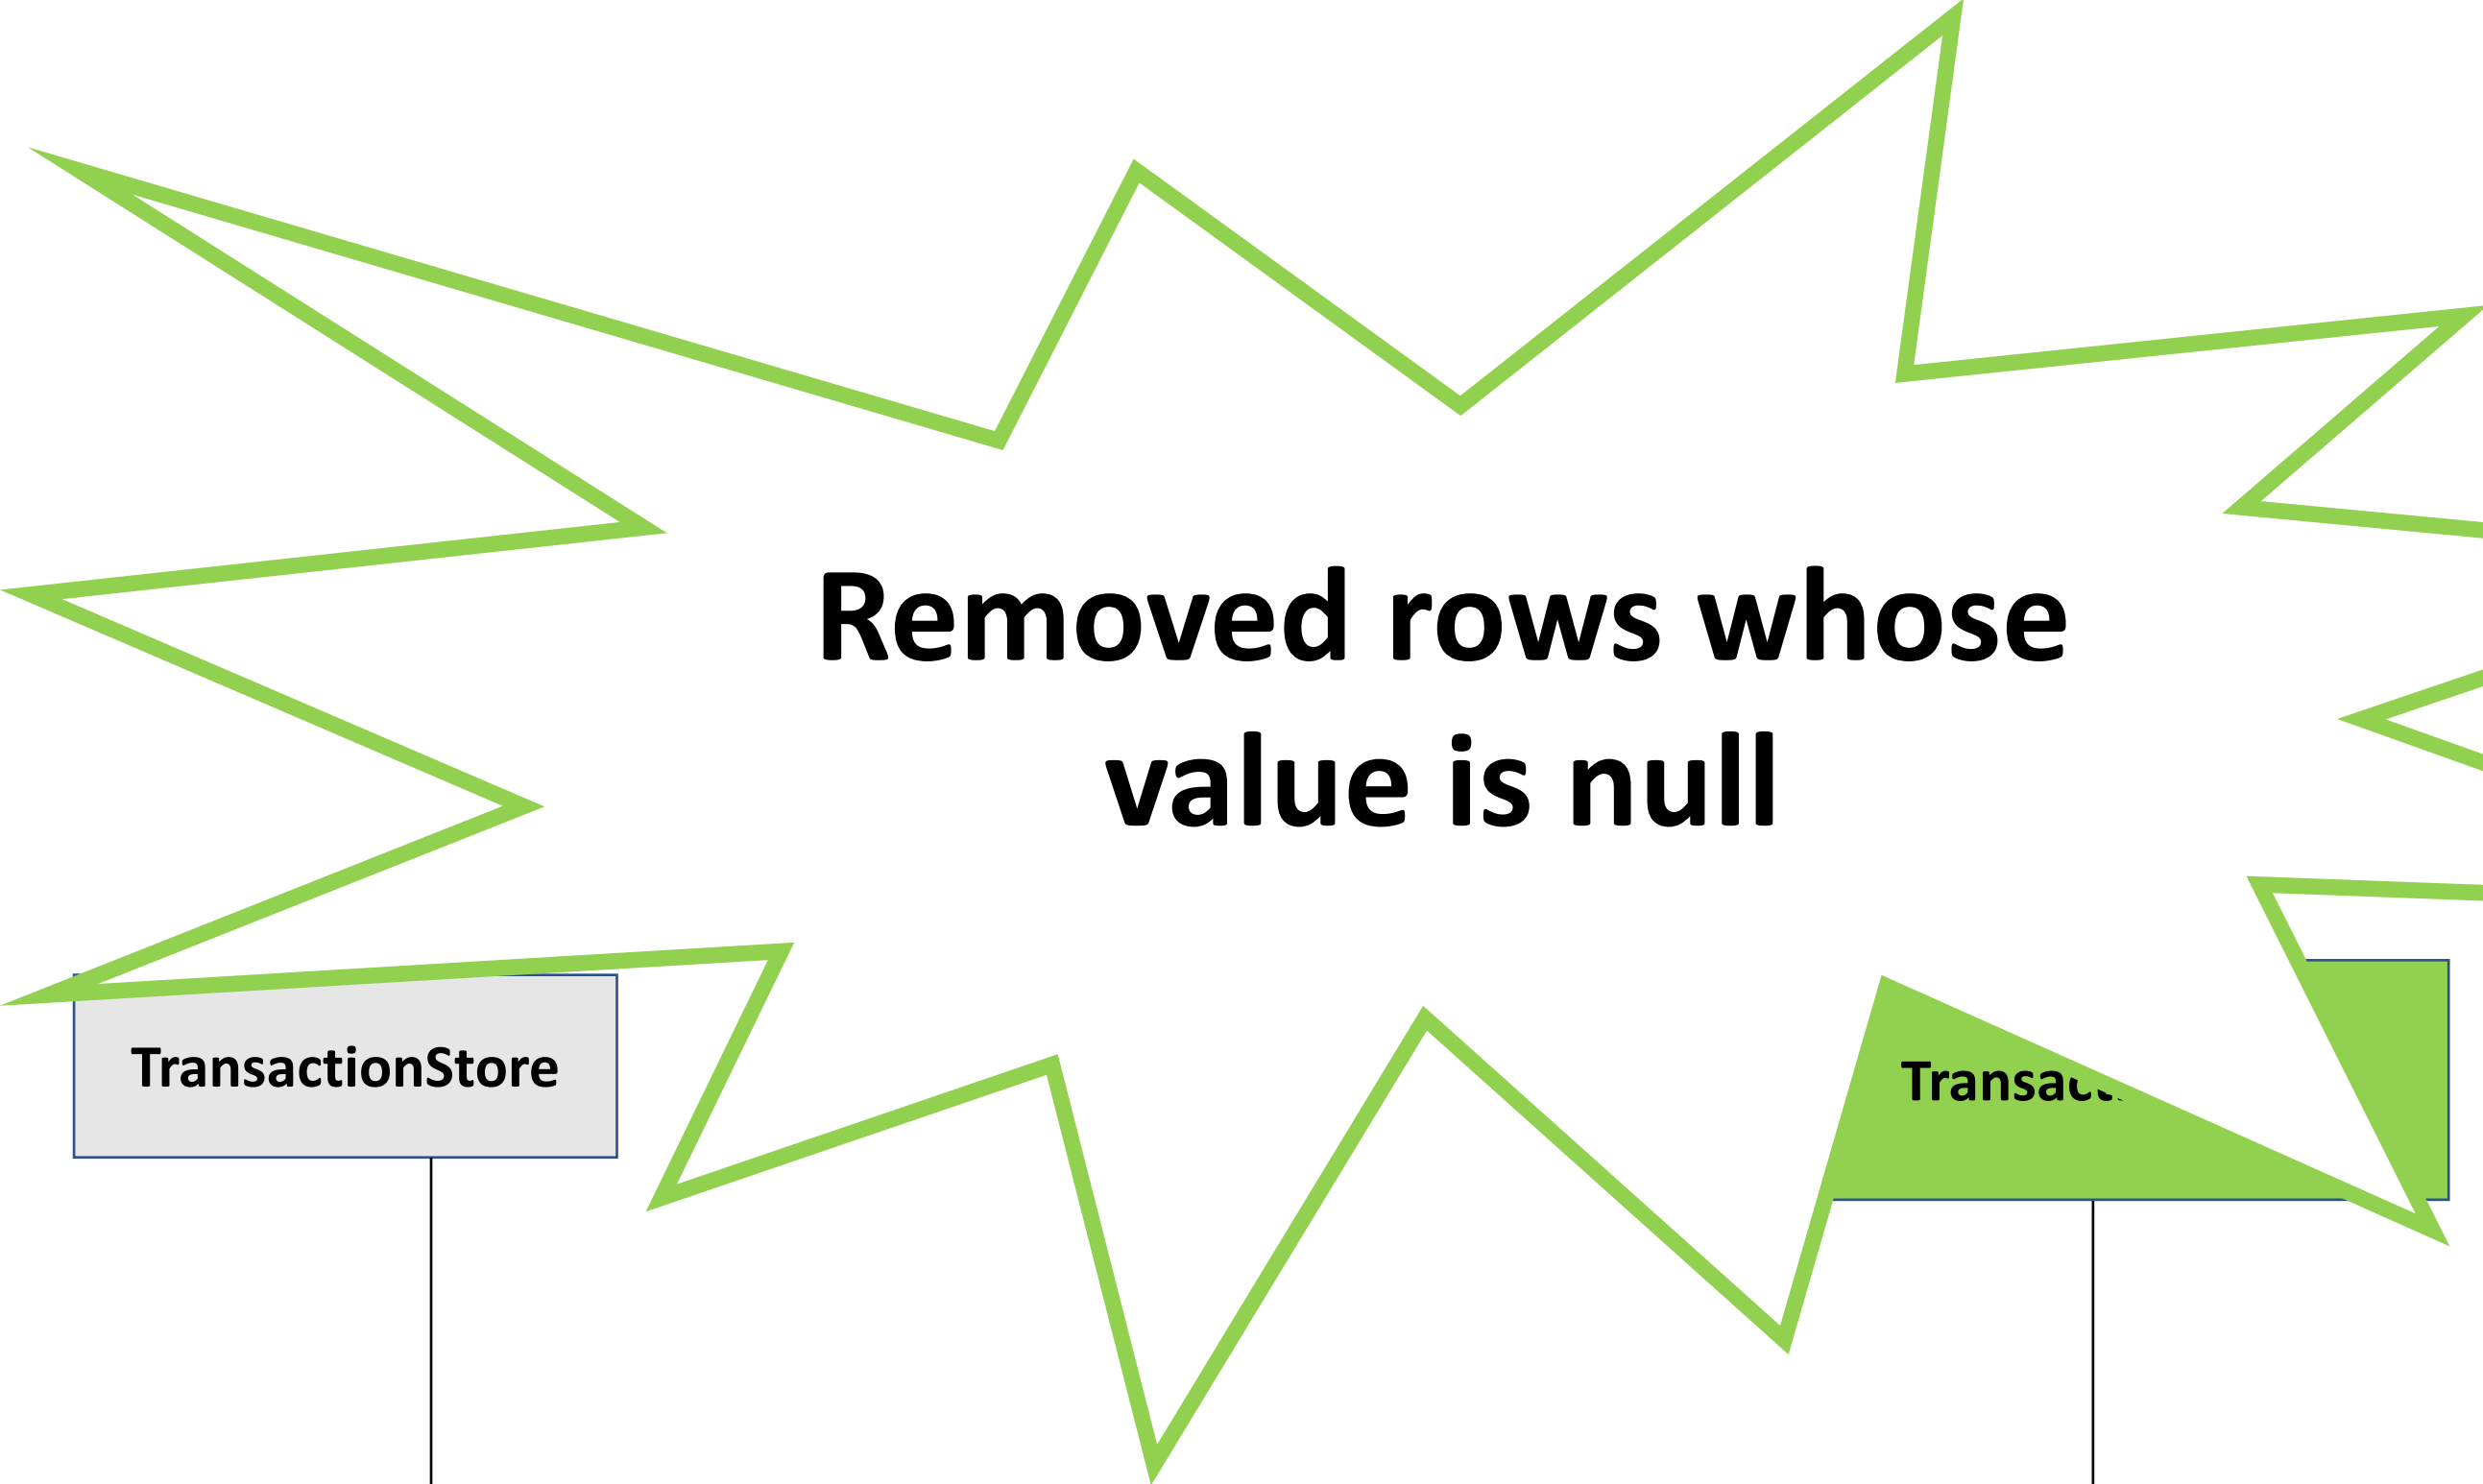 Removed rows whose
value is null
TransactionStore